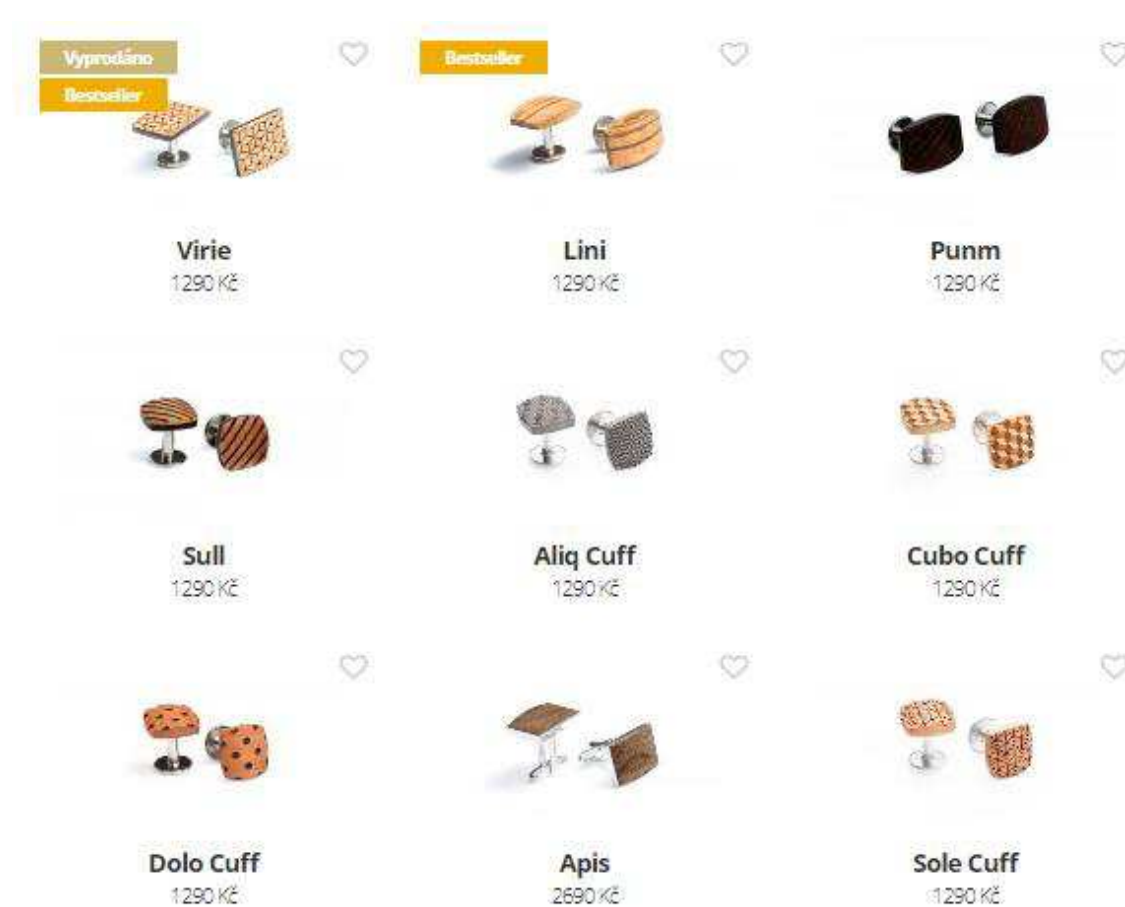 Vyprodáno
Bestseller
Bestseller
Virie
1290 Kč
Lini
1290 Kč
Punm
1290 Kč
Sull
1290 Kč
Aliq Cuff
1290 Kč
Cubo Cuff
1290 Kč
Dolo Cuff
1290 Kč
Apis
2690 Kč
Sole Cuff
1290 Kč